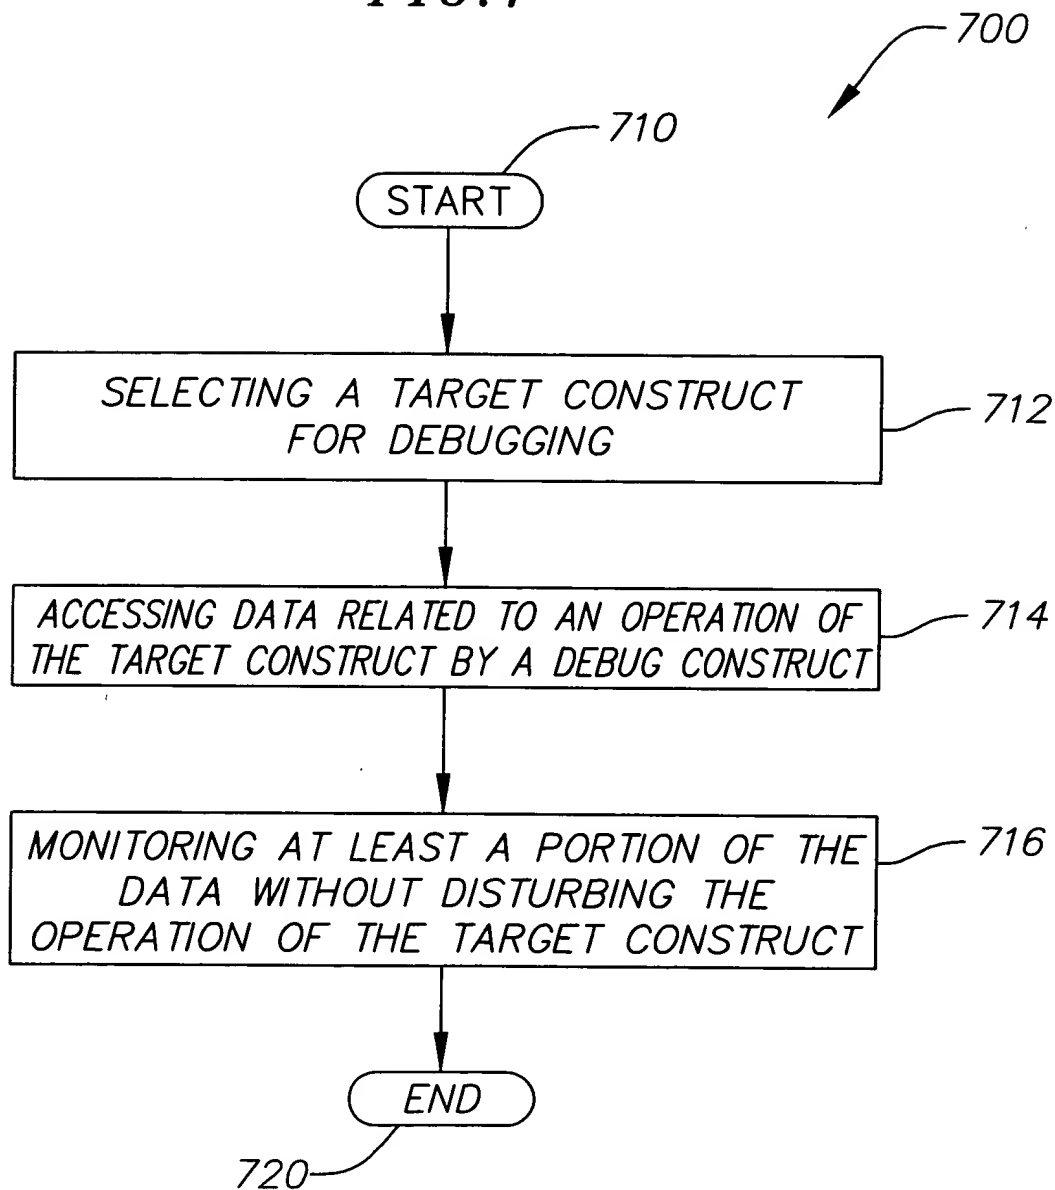 FIG. 7
700
710
START
SELECTING A TARGET CONSTRUCT
FOR DEBUGGING
712
ACCESSING DATA RELATED TO AN OPERATION OF
THE TARGET CONSTRUCT BY A DEBUG CONSTRUCT
714
MONITORING AT LEAST A PORTION OF THE
DATA WITHOUT DISTURBING THE
OPERATION OF THE TARGET CONSTRUCT
716
END
720